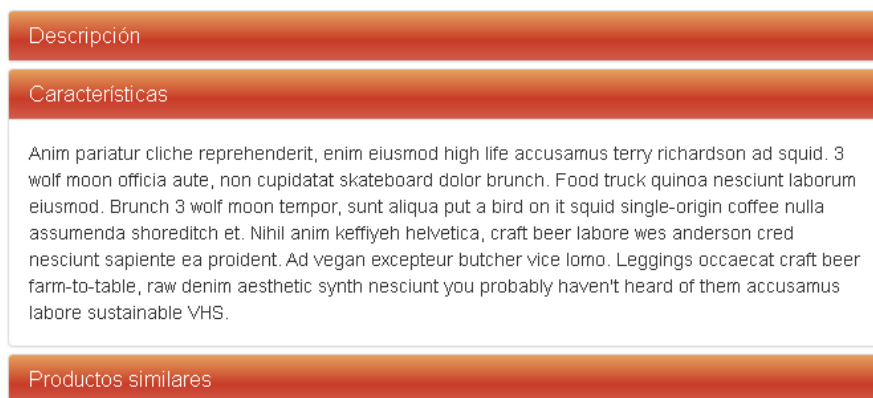 Descripción
Características
Anim pariatur cliche reprehenderit, enim eiusmod high life accusamus terry richardson ad squid. 3
wolf moon officia aute, non cupidatat skateboard dolor brunch. Food truck quinoa nesciunt laborum
eiusmod. Brunch 3 wolf moon tempor, sunt aliqua put a bird on it squid single-origin coffee nulla
assumenda shoreditch et. Nihil anim keffiyeh helvetica, craft beer labore wes anderson cred
nesciunt sapiente ea proident. Ad vegan excepteur butcher vice lomo. Leggings occaecat craft beer
farm-to-table, raw denim aesthetic synth nesciunt you probably haven't heard of them accusamus
labore sustainable VHS.
Productos similares